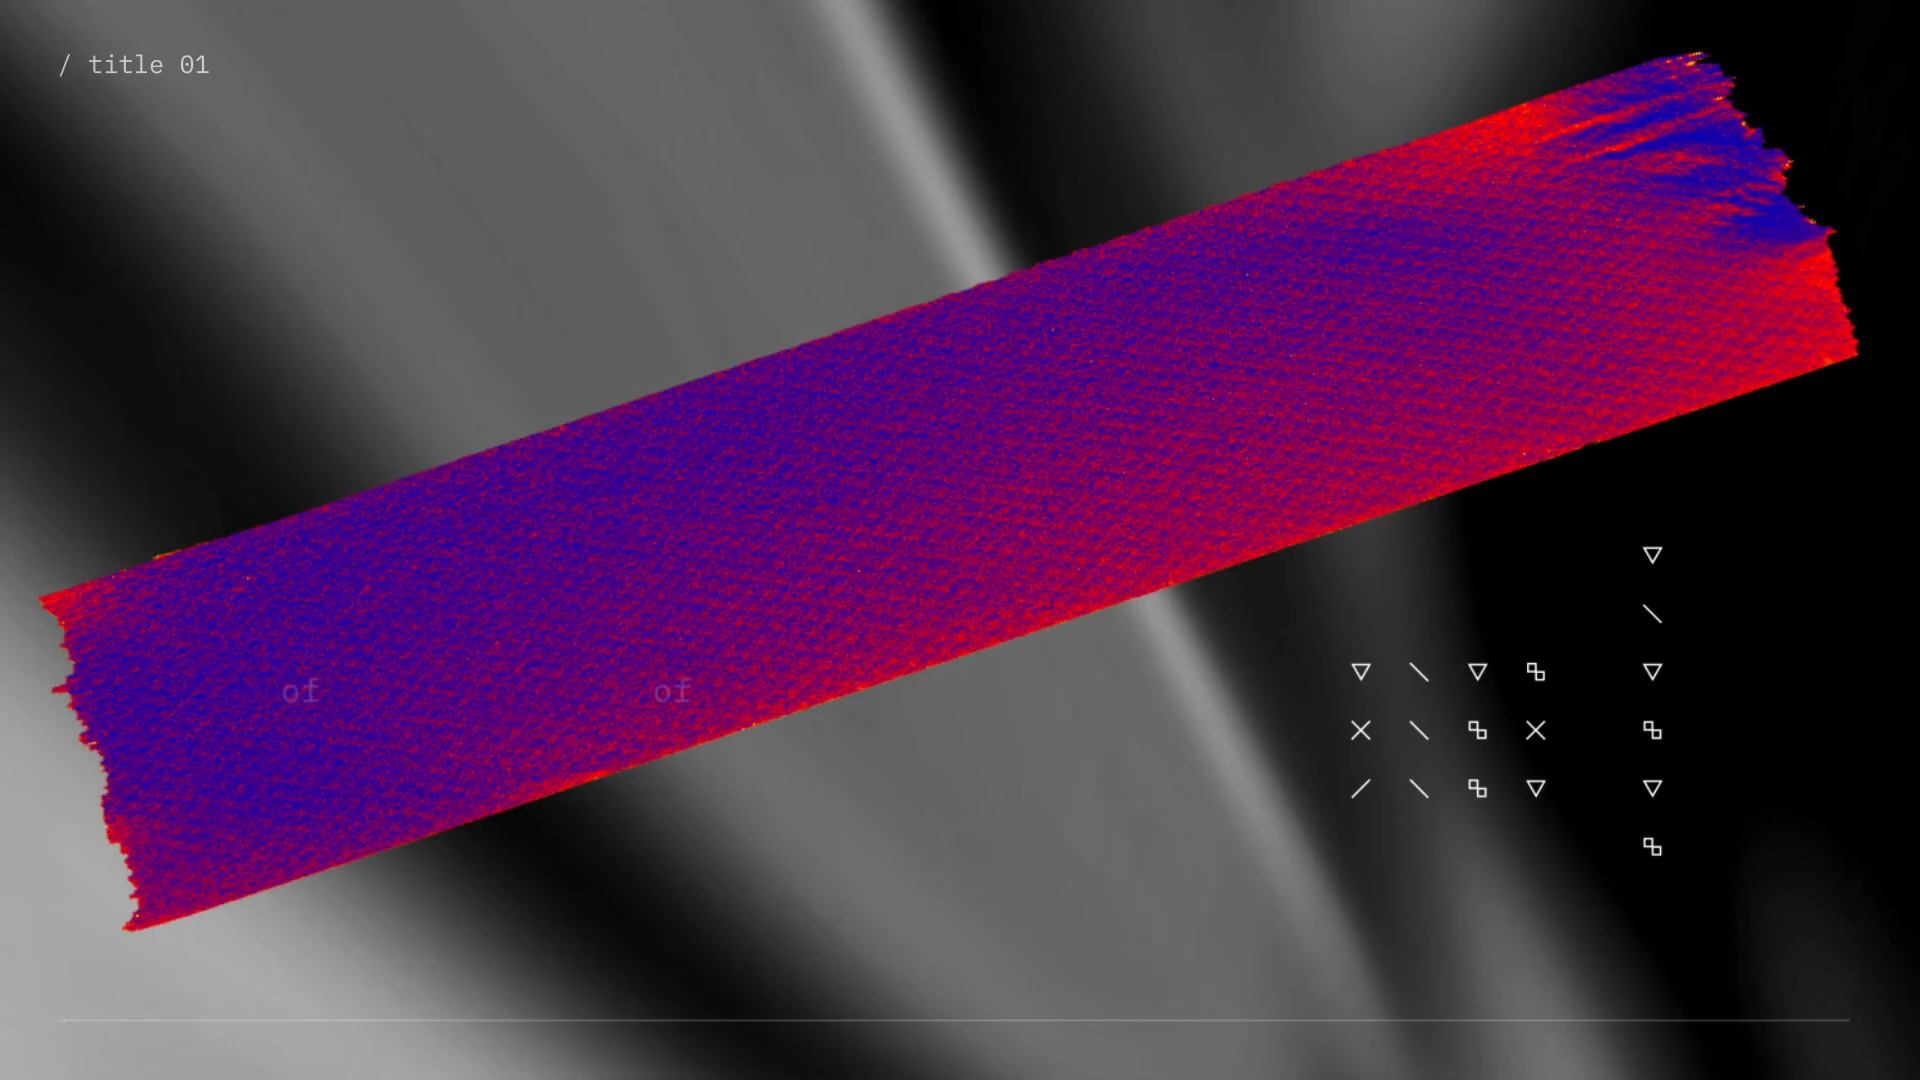 / title 01
of of